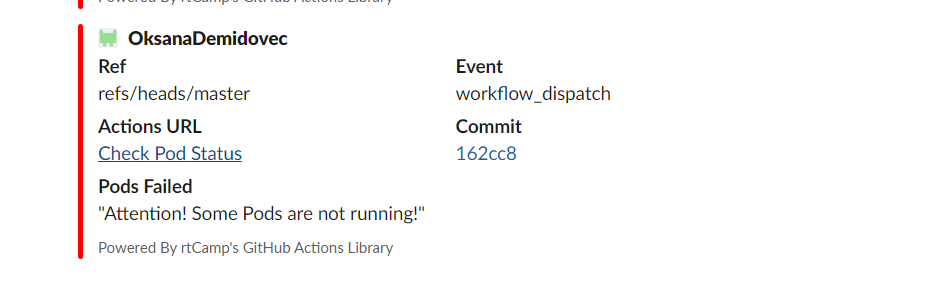 Powered By rtCamp's GitHub Actions Library
OksanaDemidovec
Ref
Event
refs/heads/master
workflow_dispatch
Actions URL
Commit
Check Pod Status
162cc8
Pods Failed
"Attention! Some Pods are not running!"
Powered By rtCamp's GitHub Actions Library